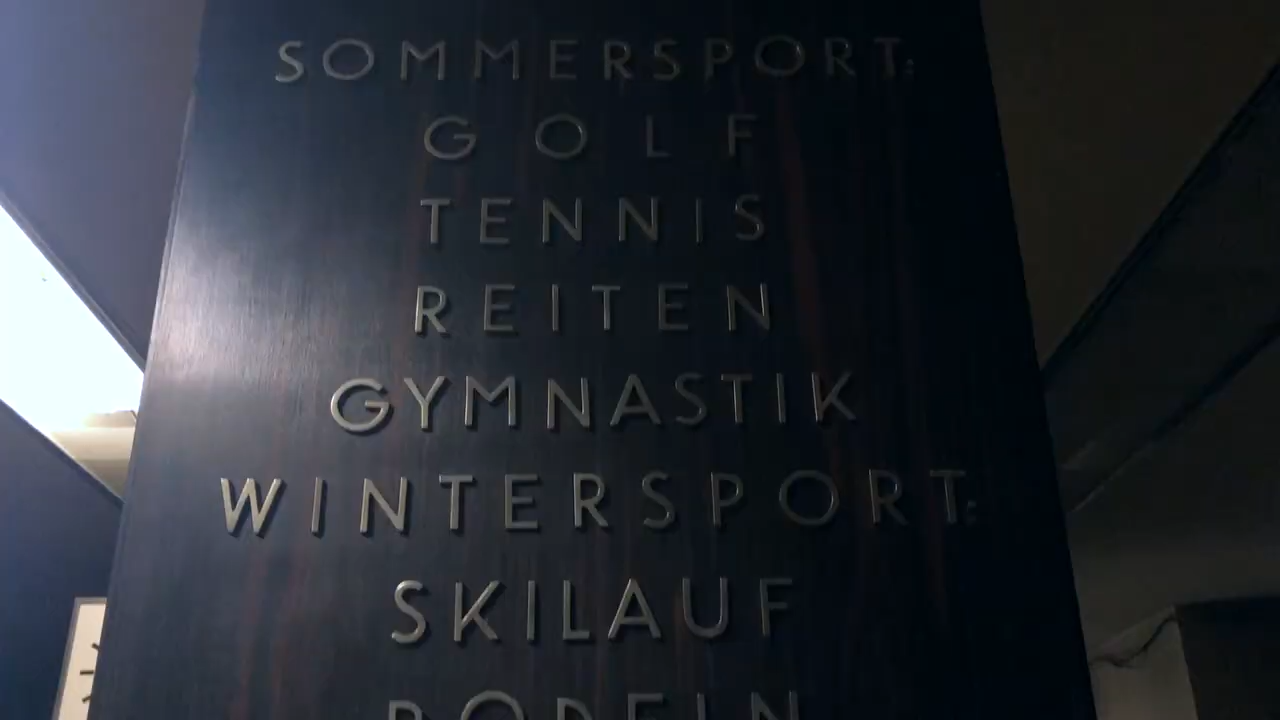 SOMMERSPORT:
GOLF
TENNIS
REITEN
GYMNASTIK
WINTERSPORT:
SKILAUF
RODELN